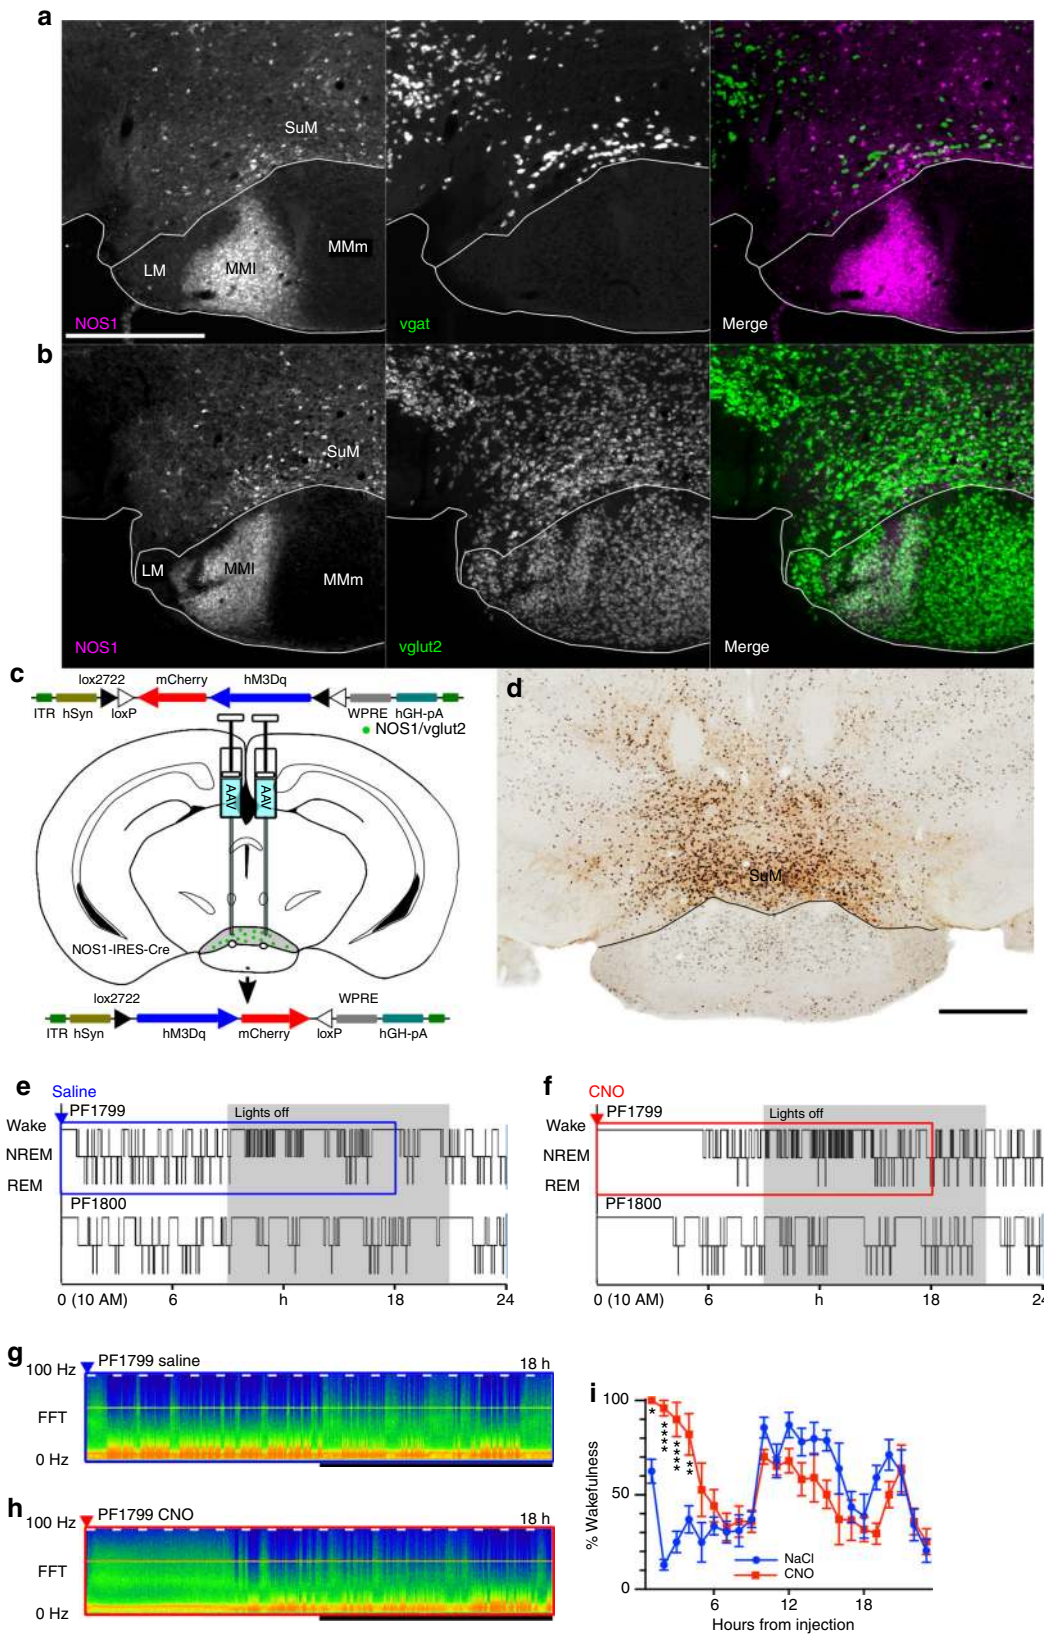 a
SuM
LM
MMl
MMm
NOS1
vgat
Merge
b
SuM
LM
MMl
MMm
NOS1
vglut2
Merge
c
lox2722 mCherry hM3Dq
ITR hSyn loxP WPRE hGH-pA
NOS1/vglut2
AAV AAV
NOS1-IRES-Cre
lox2722 WPRE
ITR hSyn hM3Dq mCherry loxP hGH-pA
d
SuM
e
Saline
PF1799
Lights off
Wake
NREM
REM
PF1800
0 (10 AM) 6 h 18 24
f
CNO
PF1799
Lights off
Wake
NREM
REM
PF1800
0 (10 AM) 6 h 18 24
g
PF1799 saline 18 h
100 Hz
FFT
0 Hz
h
PF1799 CNO 18 h
100 Hz
FFT
0 Hz
i
100
50
0
% Wakefulness
* **** **** **
NaCl
CNO
6 12 18
Hours from injection